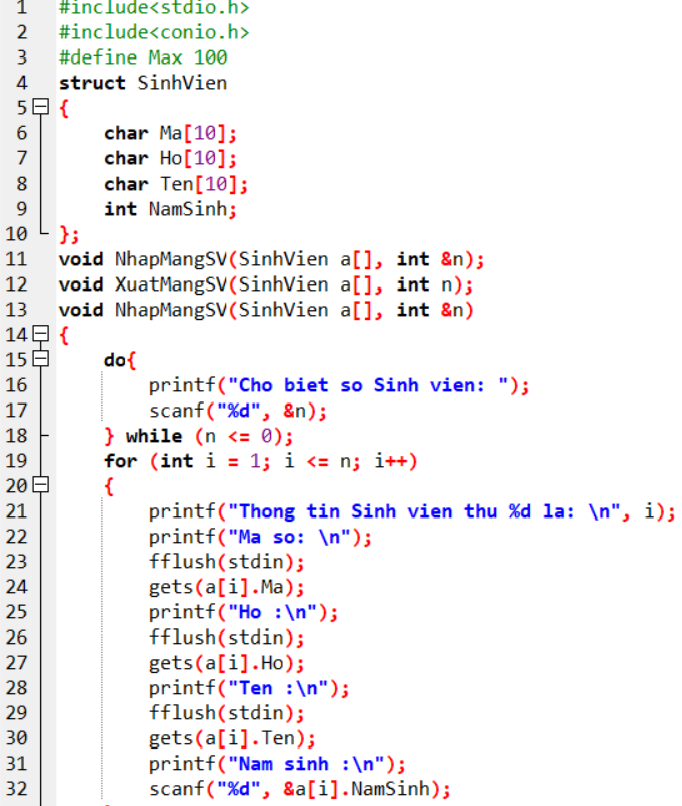 1 #include<stdio.h>
2 #include<conio.h>
3 #define Max 100
4 struct SinhVien
5 {
6     char Ma[10];
7     char Ho[10];
8     char Ten[10];
9     int NamSinh;
10 };
11 void NhapMangSV(SinhVien a[], int &n);
12 void XuatMangSV(SinhVien a[], int n);
13 void NhapMangSV(SinhVien a[], int &n)
14 {
15     do{
16         printf("Cho biet so Sinh vien: ");
17         scanf("%d", &n);
18     } while (n <= 0);
19     for (int i = 1; i <= n; i++)
20     {
21         printf("Thong tin Sinh vien thu %d la: \n", i);
22         printf("Ma so: \n");
23         fflush(stdin);
24         gets(a[i].Ma);
25         printf("Ho :\n");
26         fflush(stdin);
27         gets(a[i].Ho);
28         printf("Ten :\n");
29         fflush(stdin);
30         gets(a[i].Ten);
31         printf("Nam sinh :\n");
32         scanf("%d", &a[i].NamSinh);